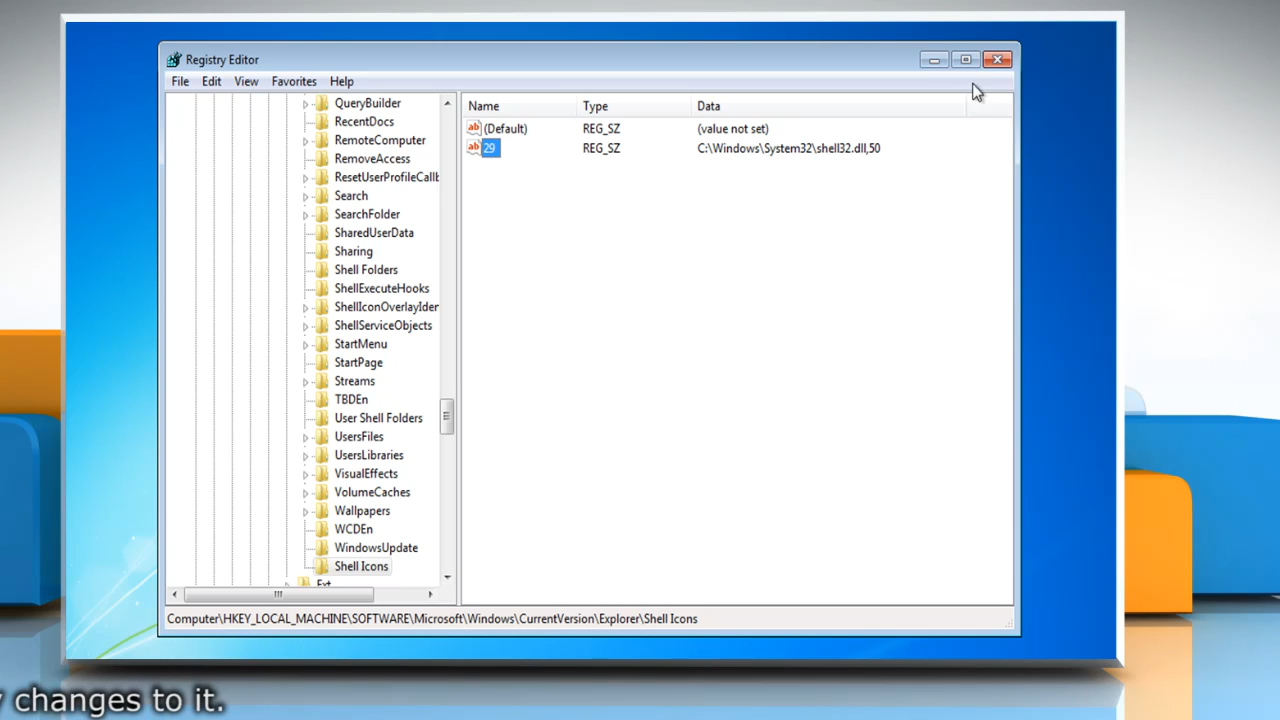 Registry Editor
File Edit View Favorites Help
Name Type Data
(Default) REG_SZ (value not set)
29 REG_SZ C:\Windows\System32\shell32.dll,50
QueryBuilder
RecentDocs
RemoteComputer
RemoveAccess
ResetUserProfileCallb
Search
SearchFolder
SharedUserData
Sharing
Shell Folders
ShellExecuteHooks
ShellIconOverlayIden
ShellServiceObjects
StartMenu
StartPage
Streams
TBDEn
User Shell Folders
UsersFiles
UsersLibraries
VisualEffects
VolumeCaches
Wallpapers
WCDEn
WindowsUpdate
Shell Icons
Ext
Computer\HKEY_LOCAL_MACHINE\SOFTWARE\Microsoft\Windows\CurrentVersion\Explorer\Shell Icons
changes to it.